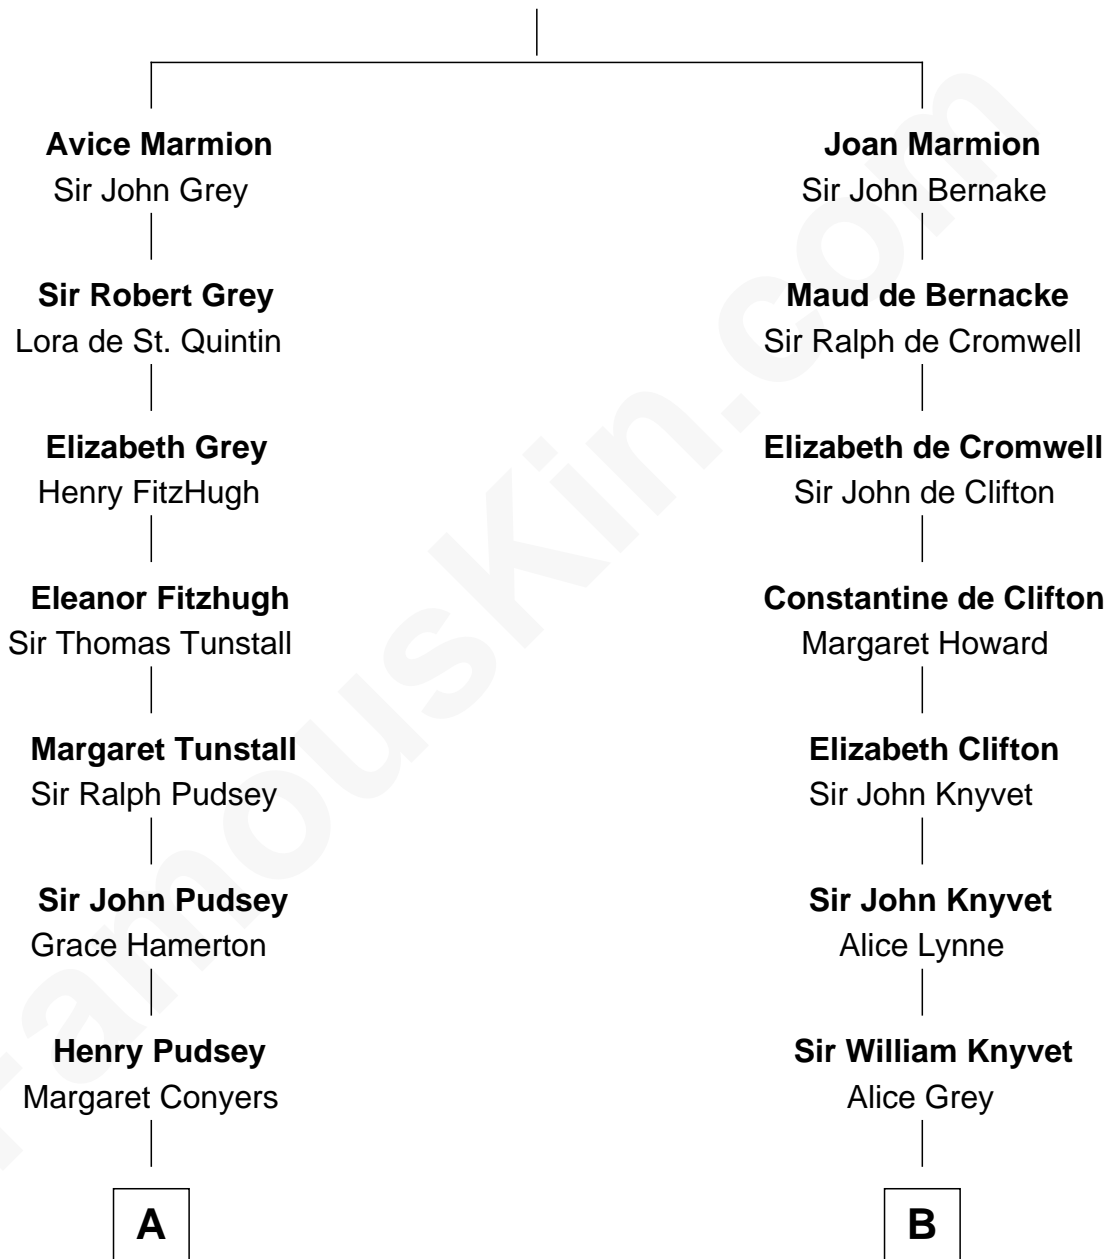 Avice Marmion
Sir John Grey
Joan Marmion
Sir John Bernake
Sir Robert Grey
Lora de St. Quintin
Maud de Bernacke
Sir Ralph de Cromwell
Elizabeth Grey
Henry FitzHugh
Elizabeth de Cromwell
Sir John de Clifton
Eleanor Fitzhugh
Sir Thomas Tunstall
Constantine de Clifton
Margaret Howard
Margaret Tunstall
Sir Ralph Pudsey
Elizabeth Clifton
Sir John Knyvet
Sir John Pudsey
Grace Hamerton
Sir John Knyvet
Alice Lynne
Henry Pudsey
Margaret Conyers
Sir William Knyvet
Alice Grey
A
B
FamousKin.com